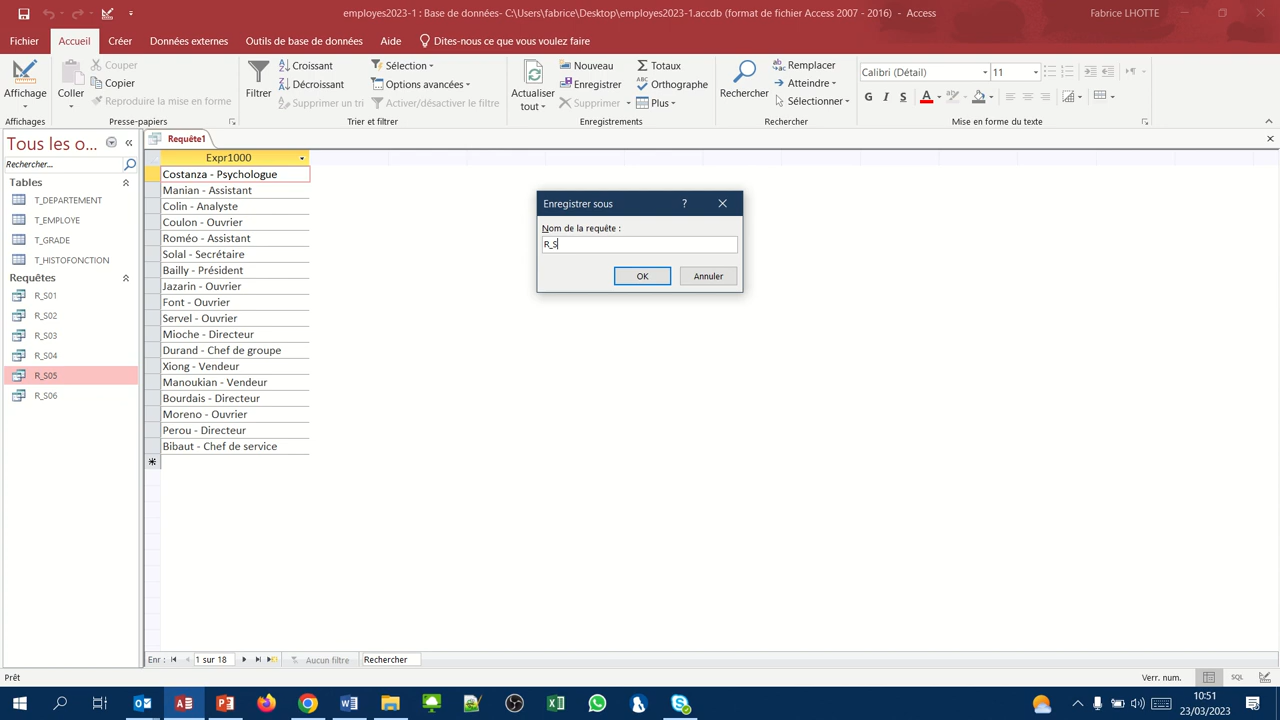 employes2023-1 : Base de données- C:\Users\fabrice\Desktop\employes2023-1.accdb (format de fichier Access 2007 - 2016) - Access
Fabrice LHOTTE
Fichier Accueil Créer Données externes Outils de base de données Aide Dites-nous ce que vous voulez faire
Affichage
Affichages
Coller
Couper
Copier
Reproduire la mise en forme
Presse-papiers
Filtrer
Croissant
Décroissant
Supprimer un tri
Sélection
Options avancées
Activer/désactiver le filtre
Trier et filtrer
Actualiser tout
Nouveau
Enregistrer
Supprimer
Totaux
Orthographe
Plus
Enregistrements
Rechercher
Remplacer
Atteindre
Sélectionner
Rechercher
Calibri (Détail) 11
G I S A
Mise en forme du texte
Tous les o...
Rechercher...
Tables
T_DEPARTEMENT
T_EMPLOYE
T_GRADE
T_HISTOFONCTION
Requêtes
R_S01
R_S02
R_S03
R_S04
R_S05
R_S06
Requête1
Expr1000
Costanza - Psychologue
Manian - Assistant
Colin - Analyste
Coulon - Ouvrier
Roméo - Assistant
Solal - Secrétaire
Bailly - Président
Jazarin - Ouvrier
Font - Ouvrier
Servel - Ouvrier
Mioche - Directeur
Durand - Chef de groupe
Xiong - Vendeur
Manoukian - Vendeur
Bourdais - Directeur
Moreno - Ouvrier
Perou - Directeur
Bibaut - Chef de service
Enregistrer sous ?
Nom de la requête :
R_S
OK Annuler
Enr : 1 sur 18 Aucun filtre Rechercher
Prêt
Verr. num. SQL
10:51
23/03/2023